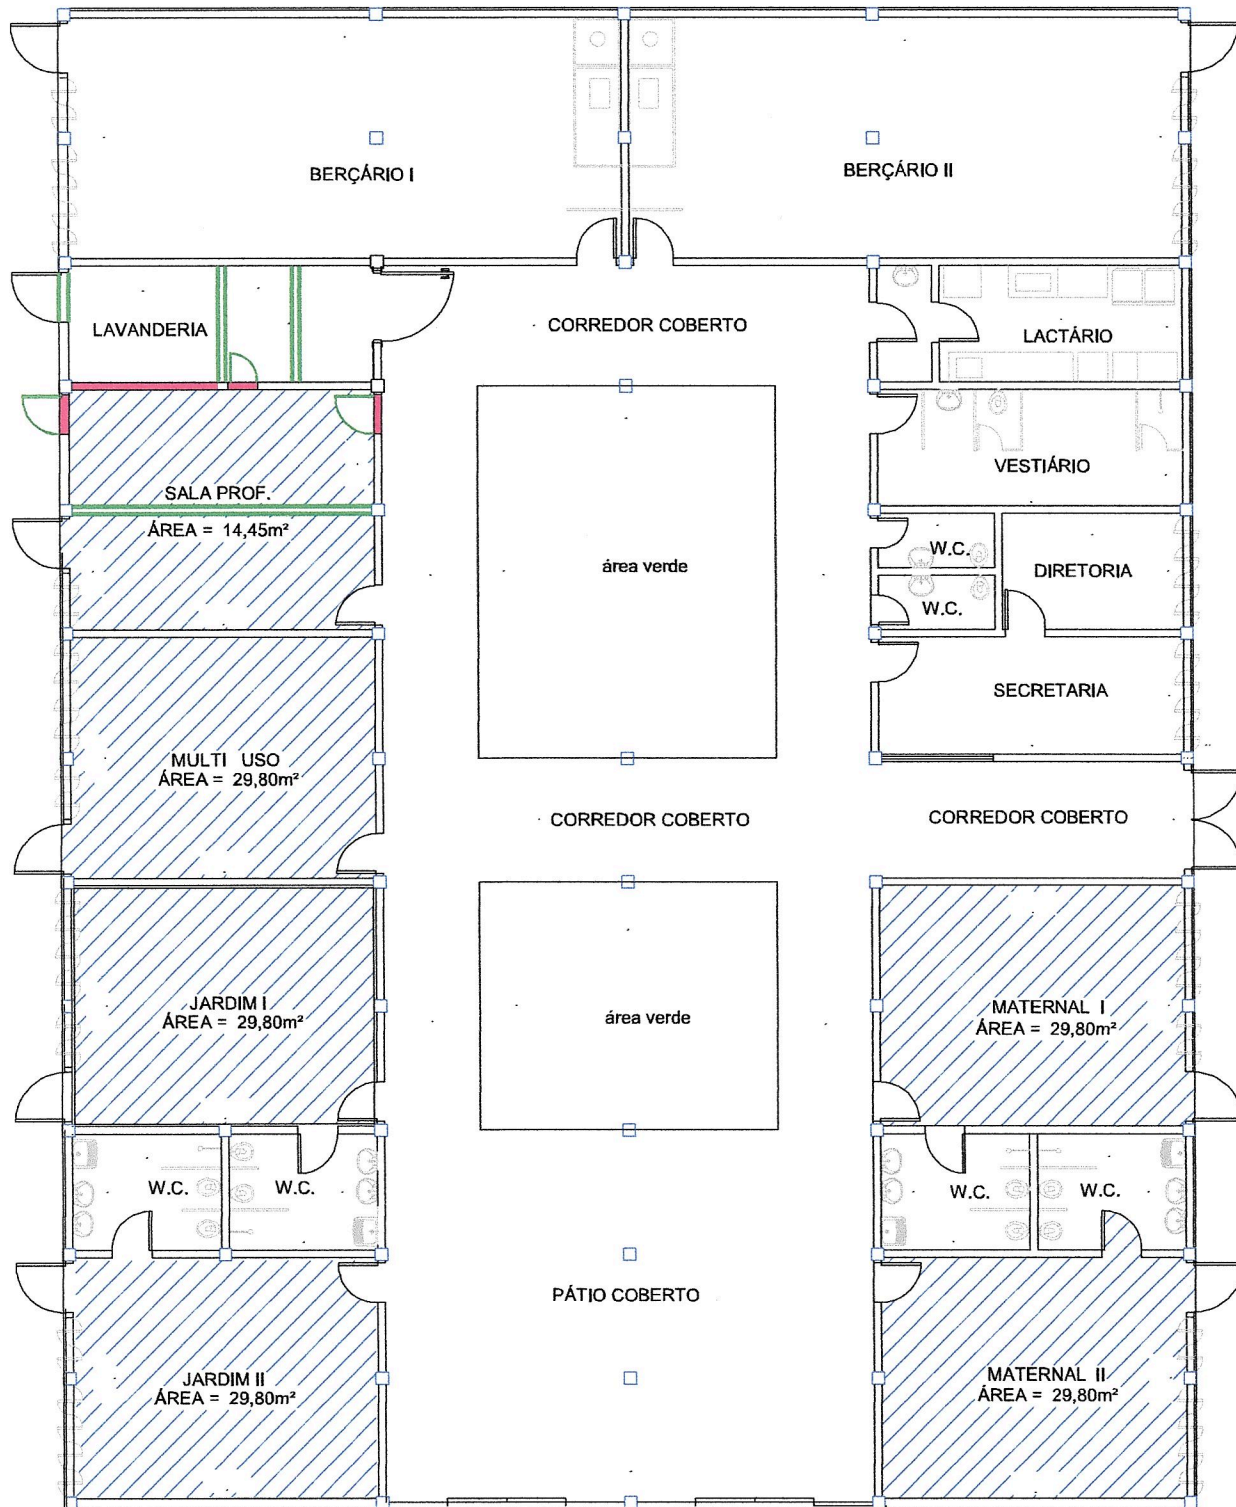 BERÇÁRIO I
BERÇÁRIO II
LAVANDERIA
CORREDOR COBERTO
LACTÁRIO
VESTIÁRIO
SALA PROF.
ÁREA = 14,45m²
área verde
W.C.
DIRETORIA
W.C.
SECRETARIA
MULTI USO
ÁREA = 29,80m²
CORREDOR COBERTO
CORREDOR COBERTO
JARDIM I
ÁREA = 29,80m²
área verde
MATERNAL I
ÁREA = 29,80m²
W.C.
W.C.
W.C.
W.C.
PÁTIO COBERTO
JARDIM II
ÁREA = 29,80m²
MATERNAL II
ÁREA = 29,80m²